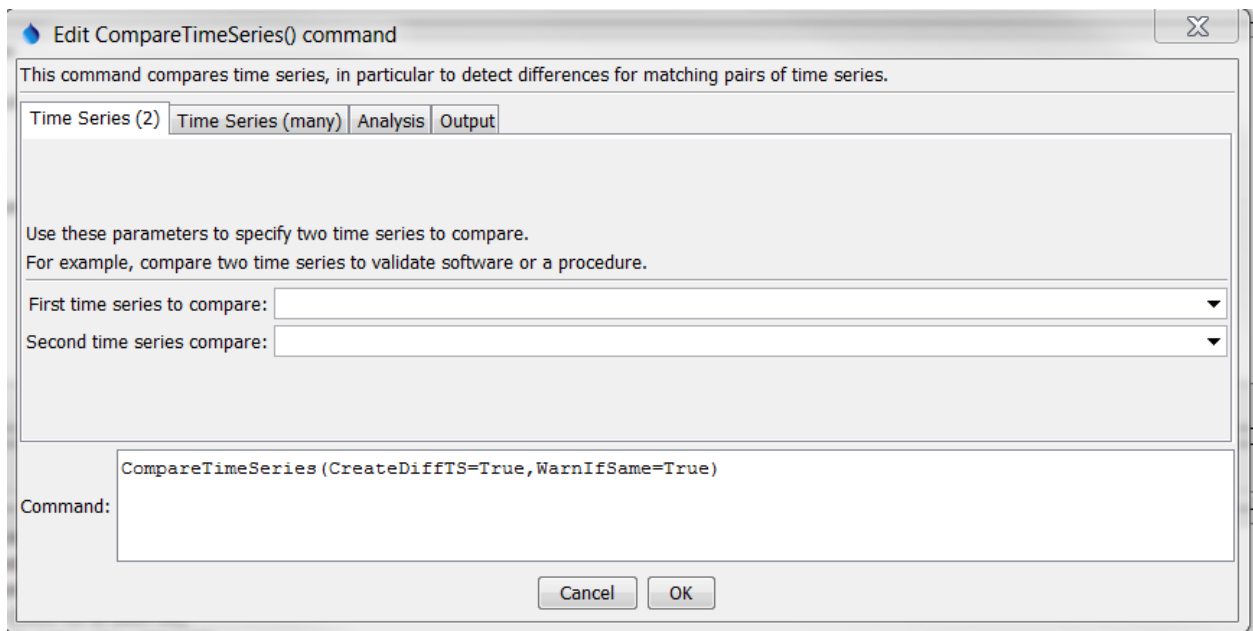 Edit CompareTimeSeries() command
This command compares time series, in particular to detect differences for matching pairs of time series.
Time Series (2) Time Series (many) Analysis Output
Use these parameters to specify two time series to compare.
For example, compare two time series to validate software or a procedure.
First time series to compare:
Second time series compare:
CompareTimeSeries(CreateDiffTS=True,WarnIfSame=True)
Command:
Cancel OK